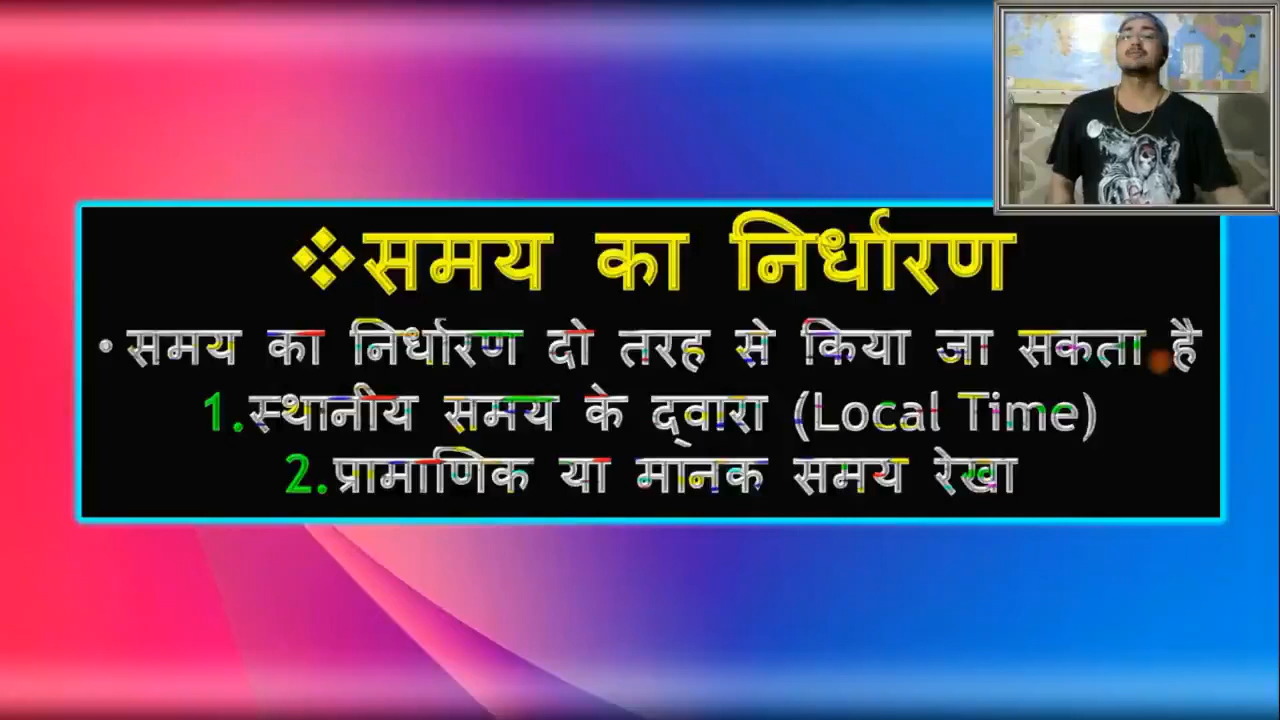 ❖समय का निर्धारण
• समय का निर्धारण दो तरह से किया जा सकता है
1.स्थानीय समय के द्वारा (Local Time)
2.प्रामाणिक या मानक समय रेखा